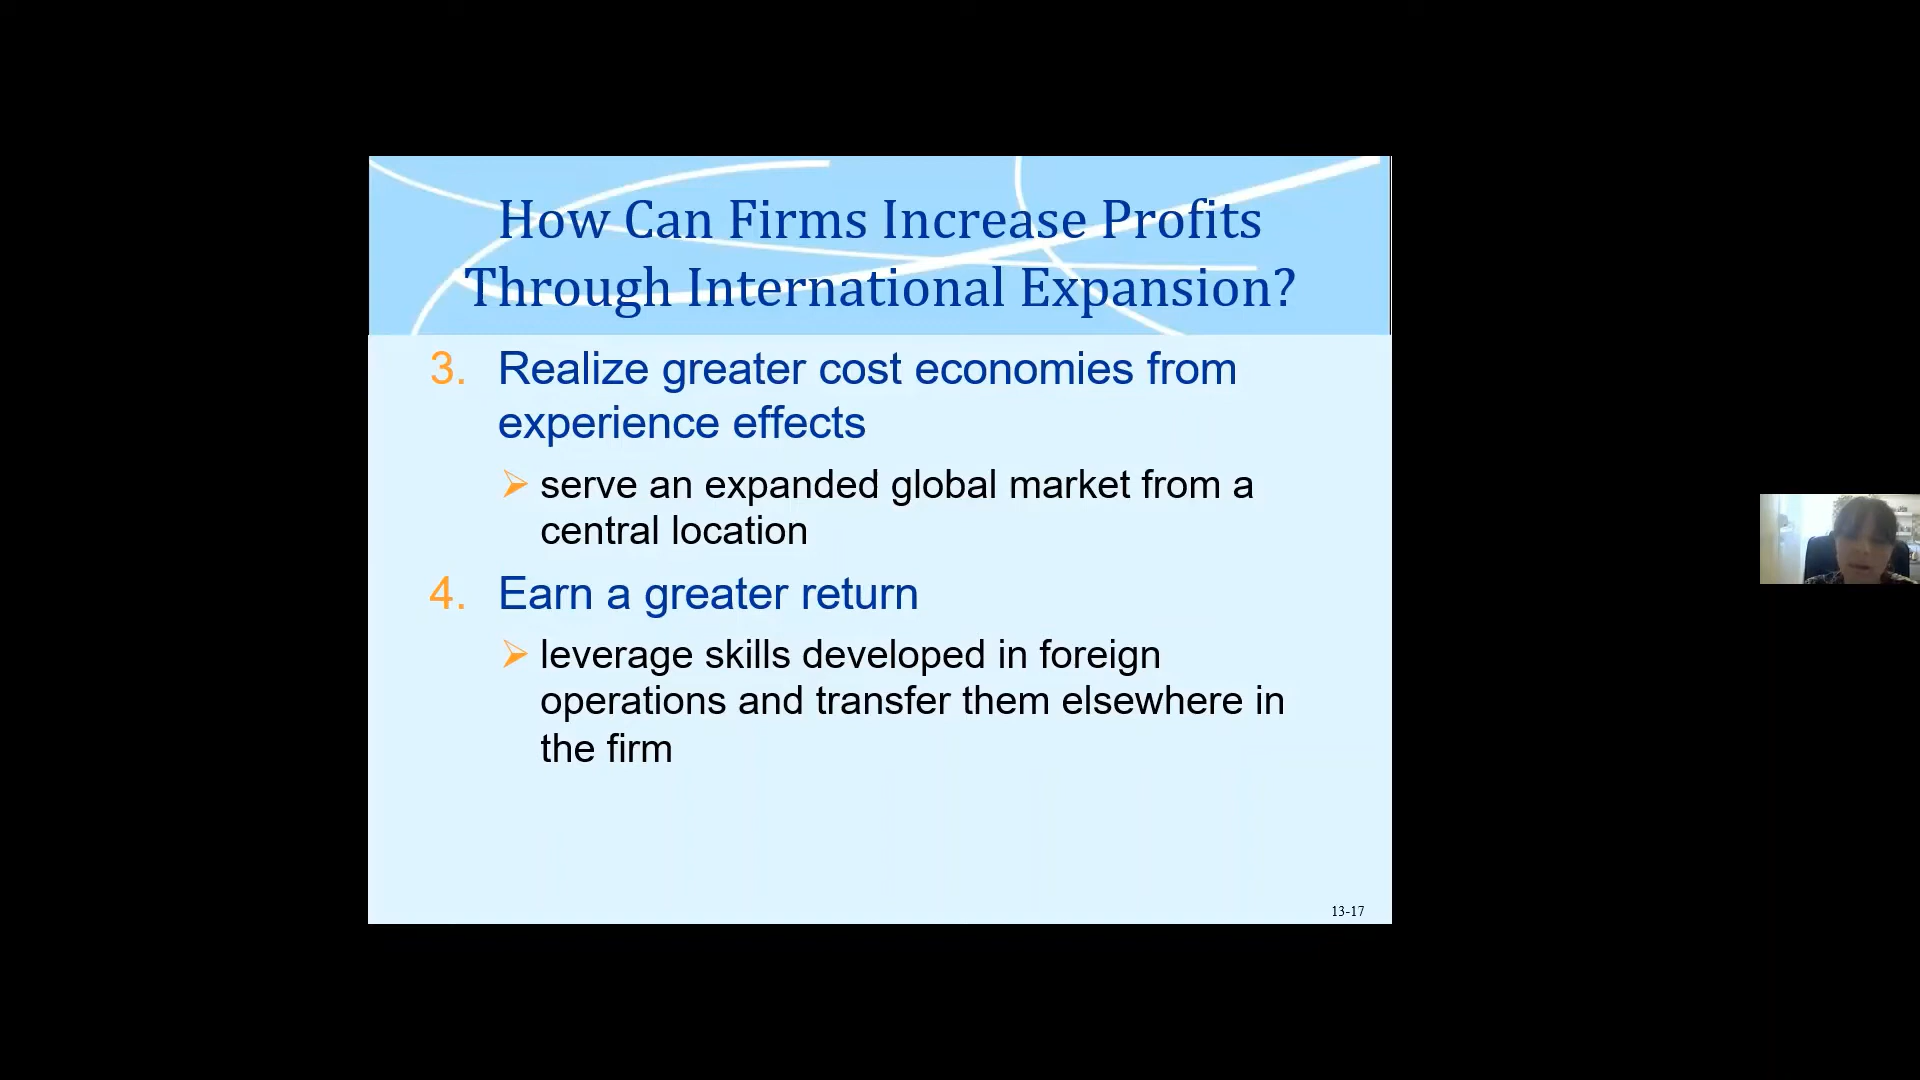 How Can Firms Increase Profits
Through International Expansion?
3. Realize greater cost economies from
experience effects
➢ serve an expanded global market from a
central location
4. Earn a greater return
➢ leverage skills developed in foreign
operations and transfer them elsewhere in
the firm
13-17